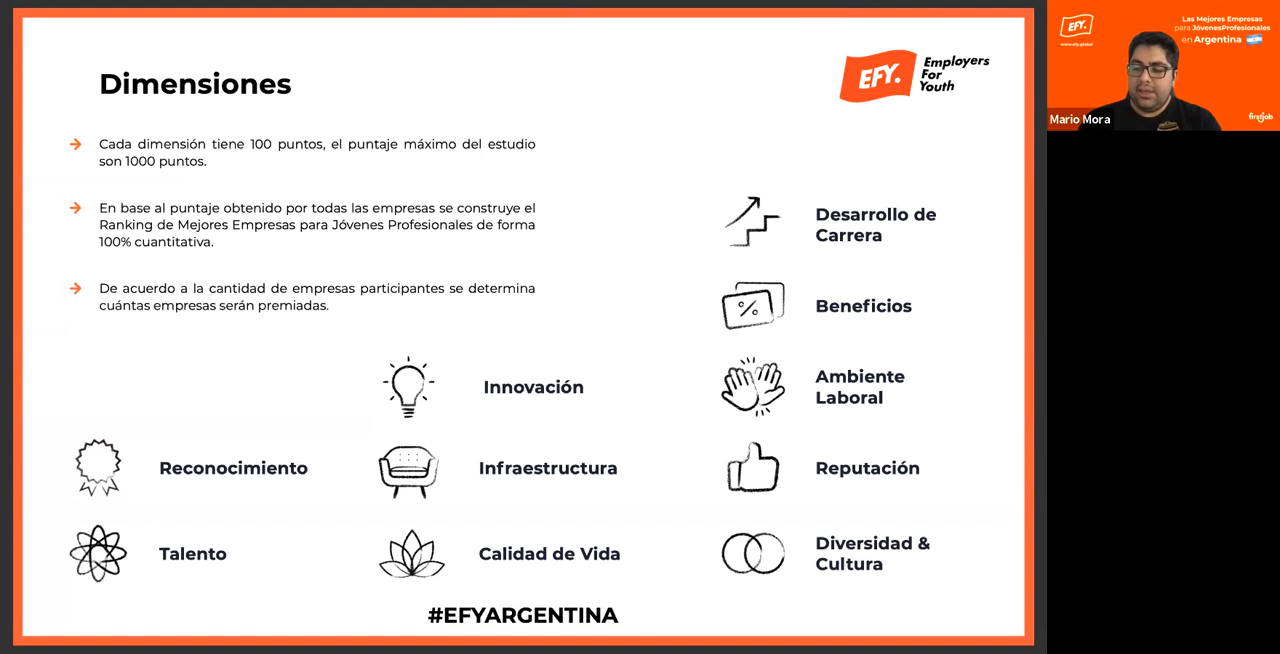 Dimensiones
EFY.
Employers
For
Youth
Cada dimensión tiene 100 puntos, el puntaje máximo del estudio
son 1000 puntos.
En base al puntaje obtenido por todas las empresas se construye el
Ranking de Mejores Empresas para Jóvenes Profesionales de forma
100% cuantitativa.
De acuerdo a la cantidad de empresas participantes se determina
cuántas empresas serán premiadas.
Desarrollo de
Carrera
Beneficios
Innovación
Ambiente
Laboral
Reconocimiento
Infraestructura
Reputación
Talento
Calidad de Vida
Diversidad &
Cultura
#EFYARGENTINA
EFY.
www.efy.global
Las Mejores Empresas
para JóvenesProfesionales
en Argentina
Mario Mora
firstjob